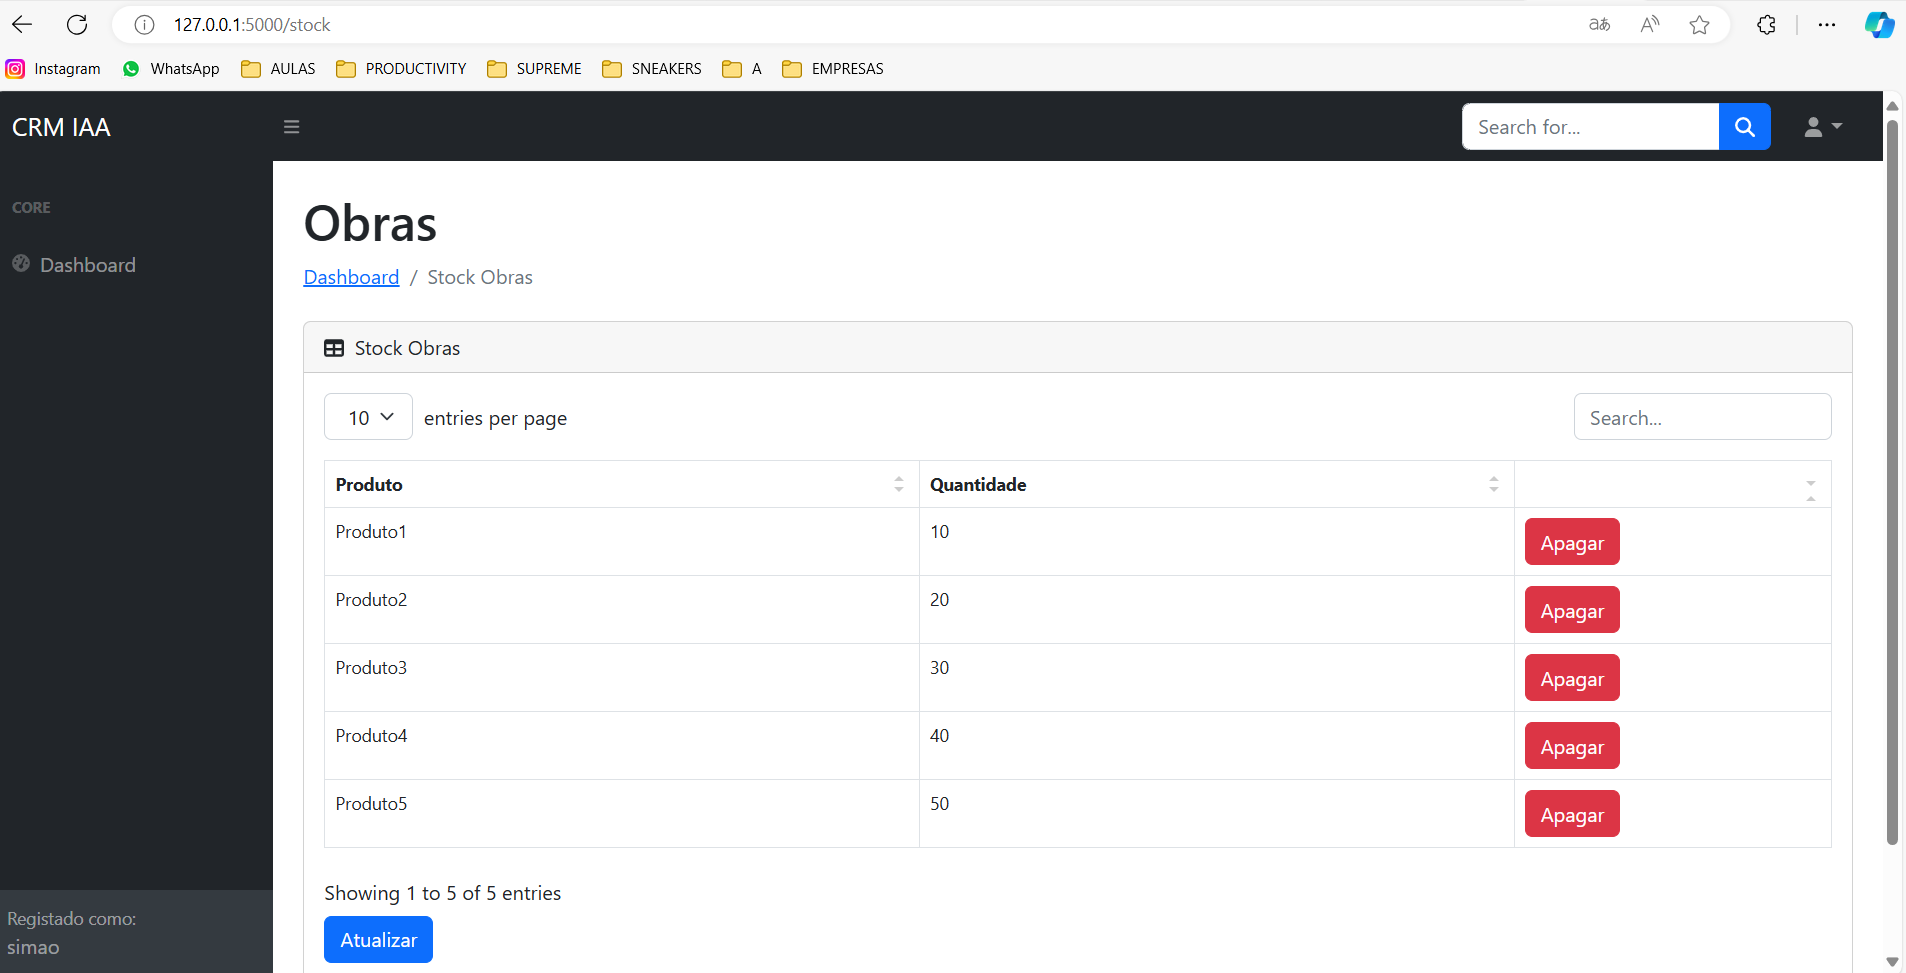 127.0.0.1:5000/stock
Instagram WhatsApp AULAS PRODUCTIVITY SUPREME SNEAKERS A EMPRESAS
CRM IAA
Search for...
CORE
Dashboard
Obras
Dashboard / Stock Obras
Stock Obras
10 entries per page
Search...
Produto Quantidade
Produto1 10 Apagar
Produto2 20 Apagar
Produto3 30 Apagar
Produto4 40 Apagar
Produto5 50 Apagar
Showing 1 to 5 of 5 entries
Atualizar
Registado como:
simao